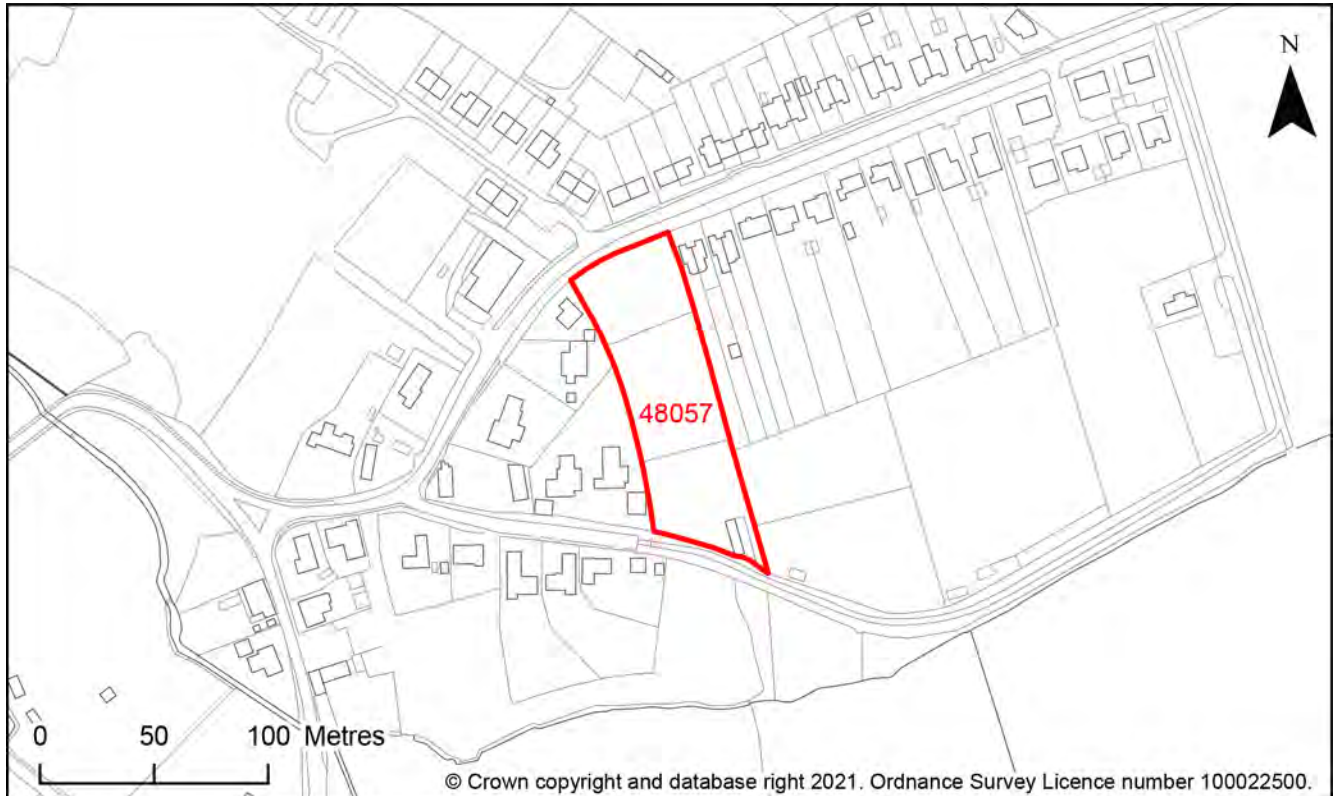 N
48057
0 50 100 Metres
© Crown copyright and database right 2021. Ordnance Survey Licence number 100022500.